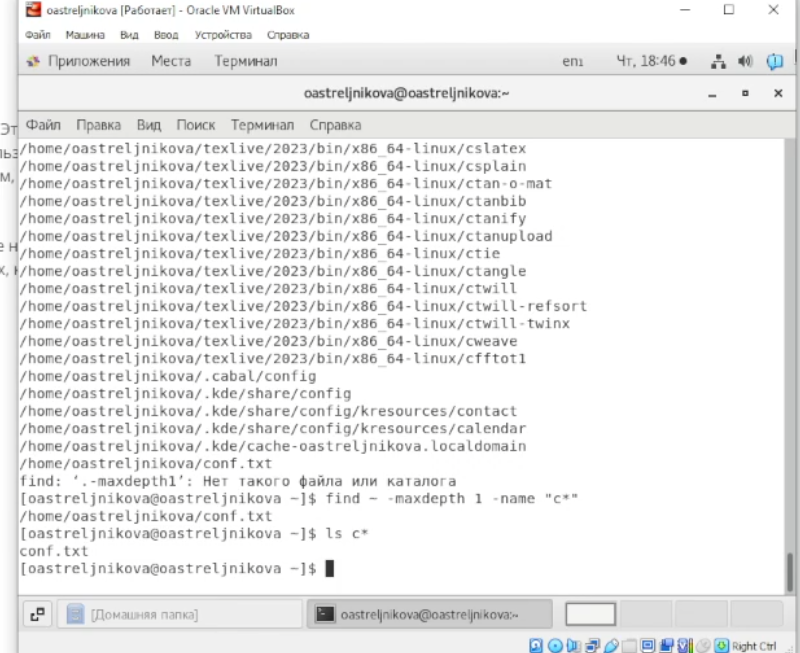 oastreljnikova [Работает] - Oracle VM VirtualBox
Файл Машина Вид Ввод Устройства Справка
Приложения Места Терминал en₁ Чт, 18:46
oastreljnikova@oastreljnikova:~
Файл Правка Вид Поиск Терминал Справка
/home/oastreljnikova/texlive/2023/bin/x86_64-linux/cslatex
/home/oastreljnikova/texlive/2023/bin/x86_64-linux/csplain
/home/oastreljnikova/texlive/2023/bin/x86_64-linux/ctan-o-mat
/home/oastreljnikova/texlive/2023/bin/x86_64-linux/ctanbib
/home/oastreljnikova/texlive/2023/bin/x86_64-linux/ctanify
/home/oastreljnikova/texlive/2023/bin/x86_64-linux/ctanupload
/home/oastreljnikova/texlive/2023/bin/x86_64-linux/ctie
/home/oastreljnikova/texlive/2023/bin/x86_64-linux/ctangle
/home/oastreljnikova/texlive/2023/bin/x86_64-linux/ctwill
/home/oastreljnikova/texlive/2023/bin/x86_64-linux/ctwill-refsort
/home/oastreljnikova/texlive/2023/bin/x86_64-linux/ctwill-twinx
/home/oastreljnikova/texlive/2023/bin/x86_64-linux/cweave
/home/oastreljnikova/texlive/2023/bin/x86_64-linux/cfftot1
/home/oastreljnikova/.cabal/config
/home/oastreljnikova/.kde/share/config
/home/oastreljnikova/.kde/share/config/kresources/contact
/home/oastreljnikova/.kde/share/config/kresources/calendar
/home/oastreljnikova/.kde/cache-oastreljnikova.localdomain
/home/oastreljnikova/conf.txt
find: ‘.-maxdepth1’: Нет такого файла или каталога
[oastreljnikova@oastreljnikova ~]$ find ~ -maxdepth 1 -name "c*"
/home/oastreljnikova/conf.txt
[oastreljnikova@oastreljnikova ~]$ ls c*
conf.txt
[oastreljnikova@oastreljnikova ~]$
[Домашняя папка] oastreljnikova@oastreljnikova:~
Right Ctrl